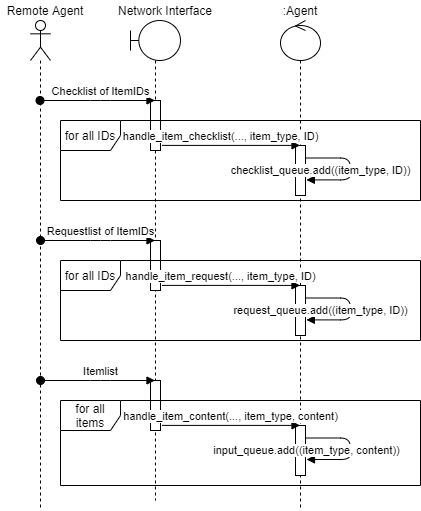 Remote Agent
Network Interface
:Agent
Checklist of ItemIDs
for all IDs
handle_item_checklist(..., item_type, ID)
checklist_queue.add((item_type, ID))
Requestlist of ItemIDs
for all IDs
handle_item_request(..., item_type, ID)
request_queue.add((item_type, ID))
Itemlist
for all
items
handle_item_content(..., item_type, content)
input_queue.add((item_type, content))